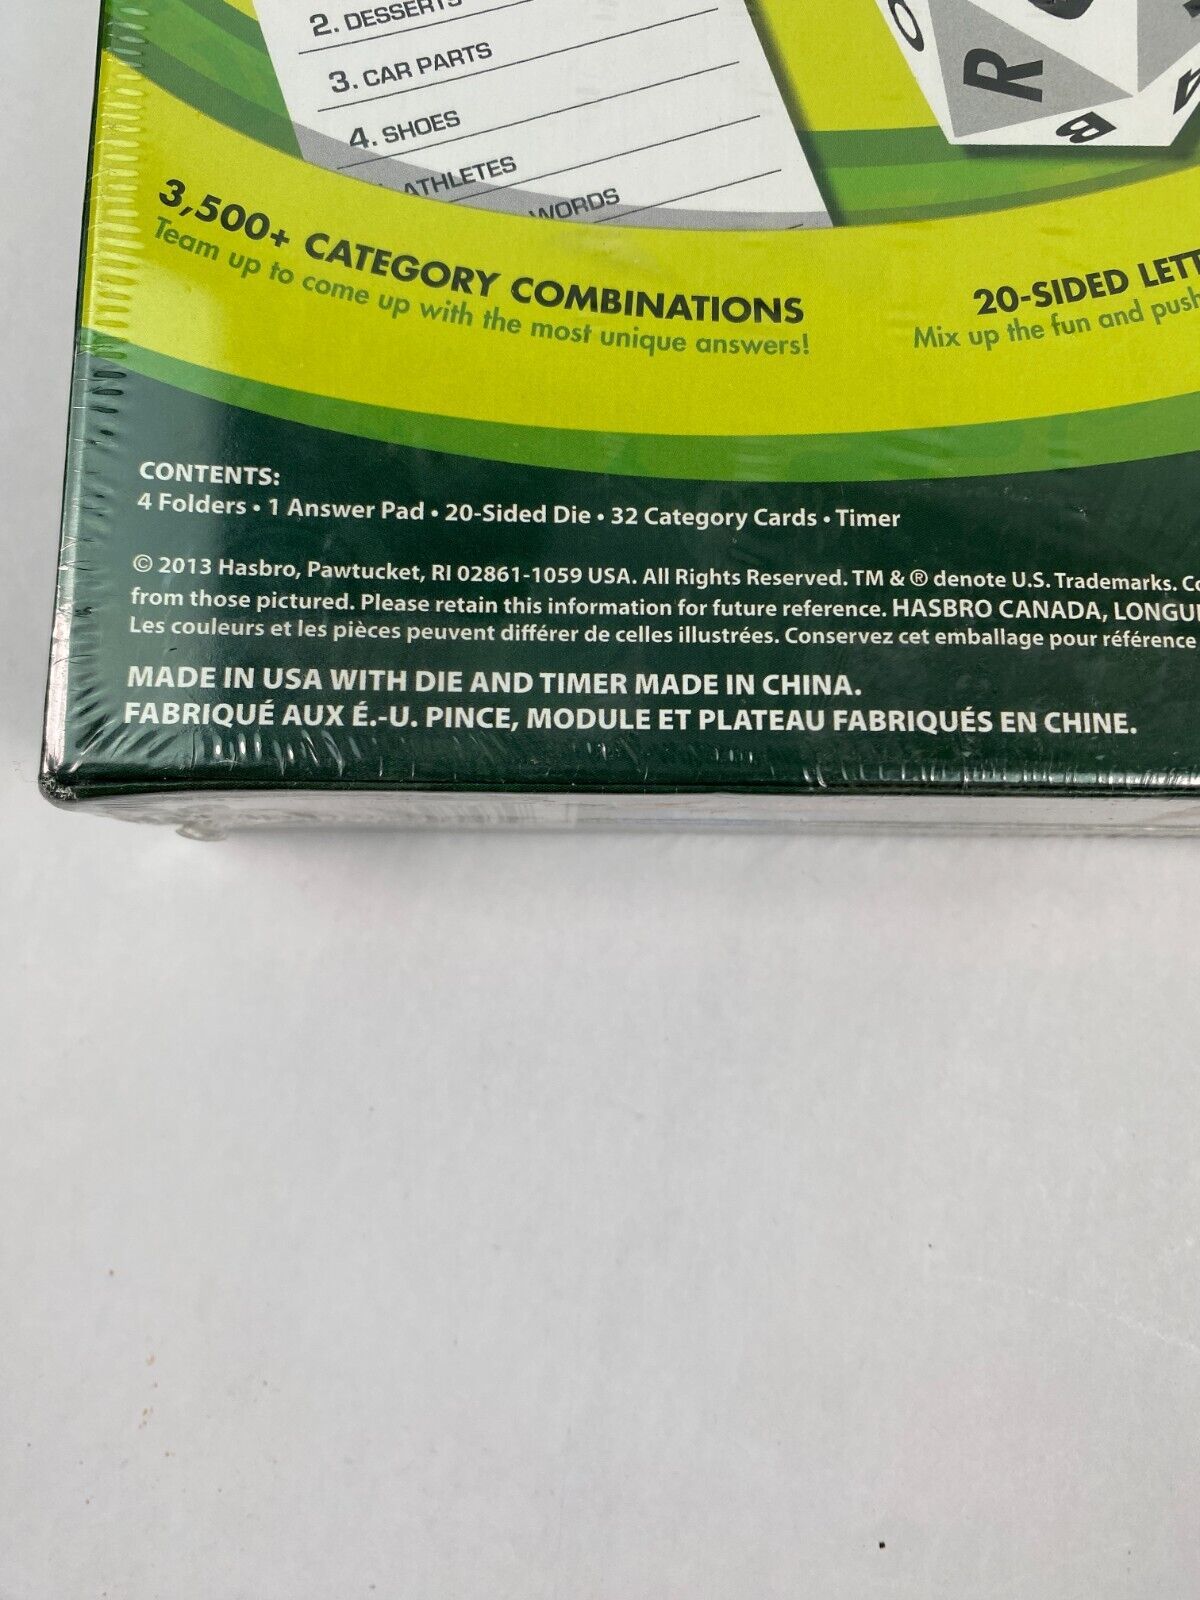 2. DESSERTS
3. CAR PARTS
4. SHOES
ATHLETES
WORDS
O
R
B
3,500+ CATEGORY COMBINATIONS
Team up to come up with the most unique answers!
20-SIDED
Mix up the fun and push
CONTENTS:
4 Folders • 1 Answer Pad • 20-Sided Die • 32 Category Cards • Timer
© 2013 Hasbro, Pawtucket, RI 02861-1059 USA. All Rights Reserved. TM & ® denote U.S. Trademarks.
from those pictured. Please retain this information for future reference. HASBRO CANADA,
Les couleurs et les pièces peuvent différer de celles illustrées. Conservez cet emballage pour référence
MADE IN USA WITH DIE AND TIMER MADE IN CHINA.
FABRIQUÉ AUX É.-U. PINCE, MODULE ET PLATEAU FABRIQUÉS EN CHINE.